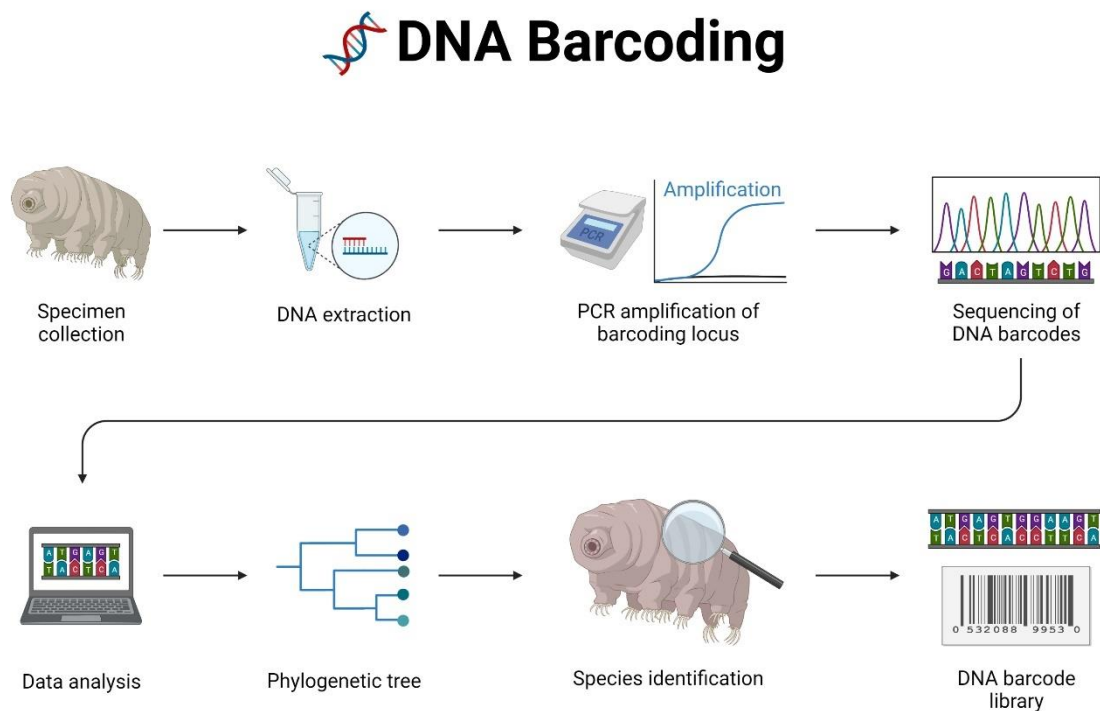 DNA Barcoding
Amplification
PCR
G A C T A G T C T G
Specimen
collection
DNA extraction
PCR amplification of
barcoding locus
Sequencing of
DNA barcodes
A T G A G T
T A C T C A
A T G A G T G G A A G T
T A C T C A C C T T C A
0 532088 99530
Data analysis
Phylogenetic tree
Species identification
DNA barcode
library